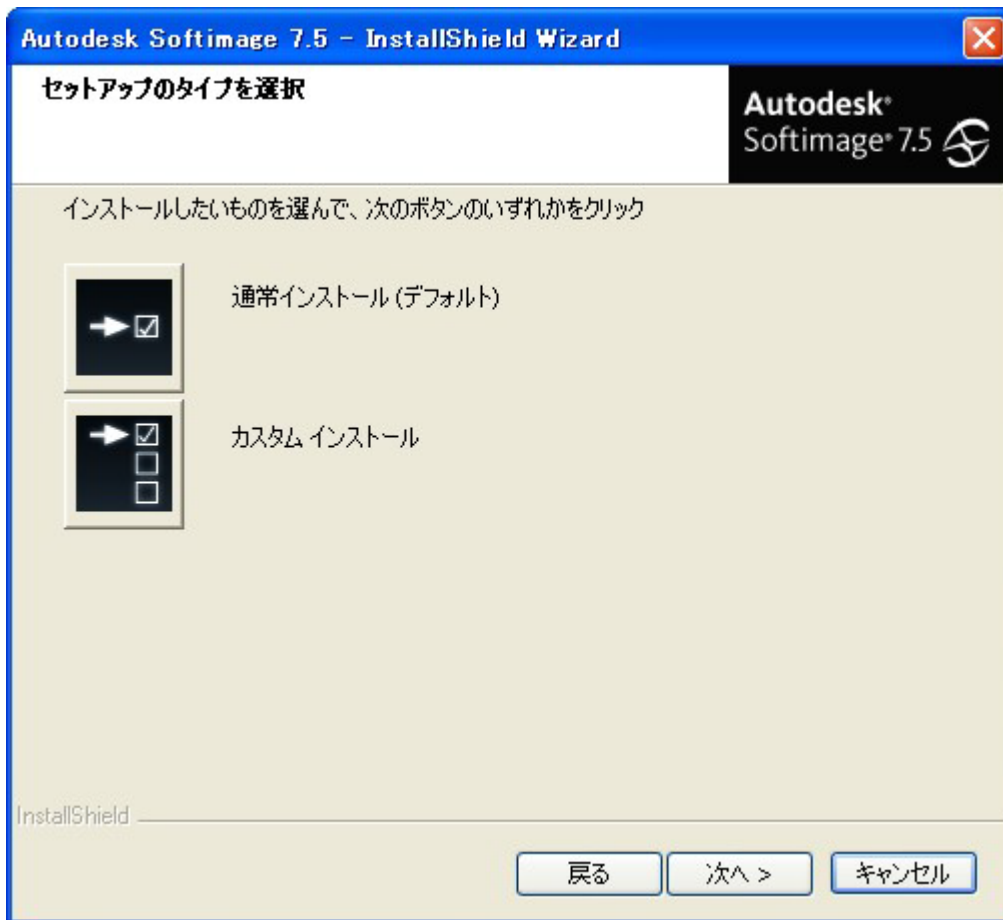 Autodesk Softimage 7.5 - InstallShield Wizard
セットアップのタイプを選択
Autodesk®
Softimage® 7.5
インストールしたいものを選んで、次のボタンのいずれかをクリック
通常インストール (デフォルト)
カスタム インストール
InstallShield
戻る
次へ >
キャンセル